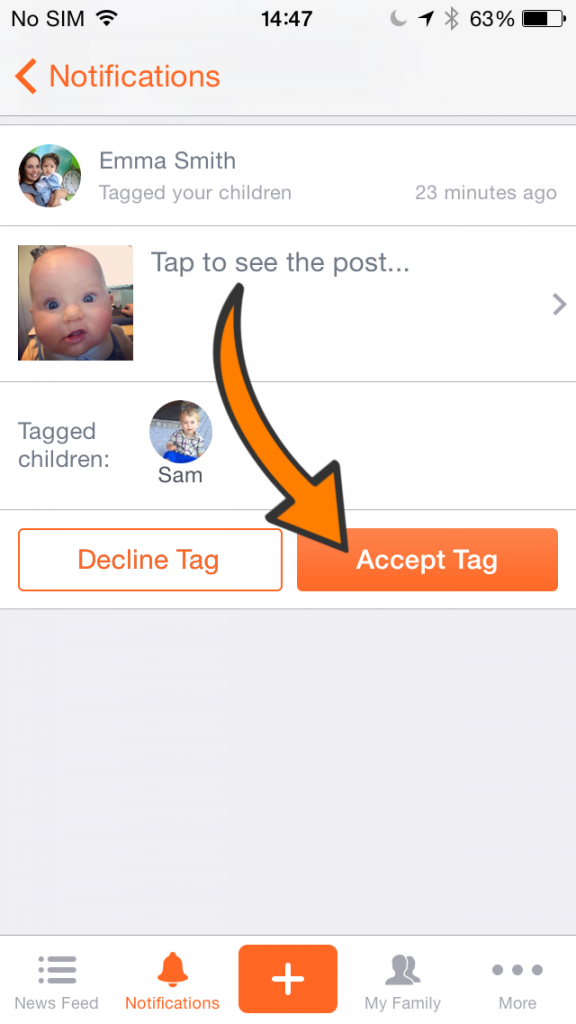 No SIM 14:47 63%
Notifications
Emma Smith
Tagged your children 23 minutes ago
Tap to see the post...
Tagged
children:
Sam
Decline Tag Accept Tag
News Feed Notifications My Family More